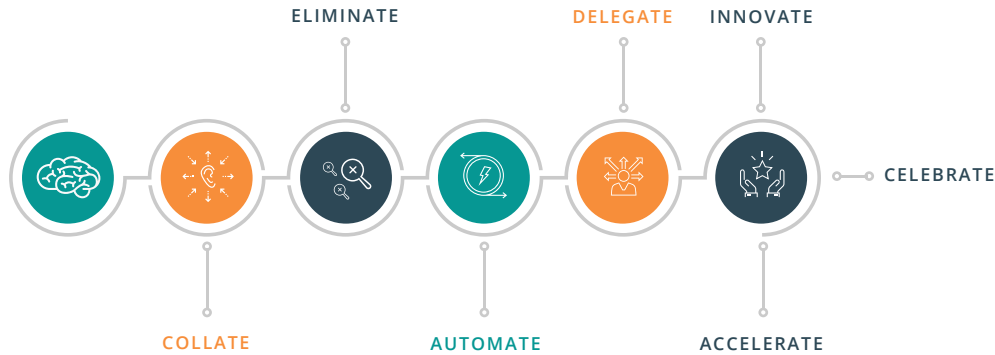 ELIMINATE
DELEGATE
INNOVATE
CELEBRATE
COLLATE
AUTOMATE
ACCELERATE